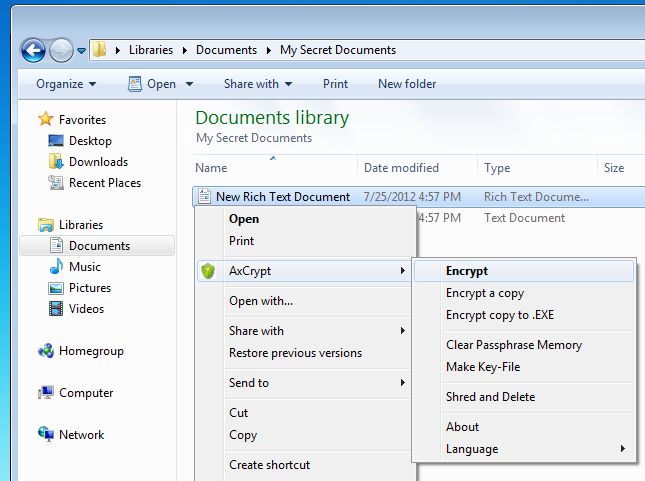 Libraries Documents My Secret Documents
Organize Open Share with Print New folder
Favorites
Desktop
Downloads
Recent Places
Libraries
Documents
Music
Pictures
Videos
Homegroup
Computer
Network
Documents library
My Secret Documents
Name Date modified Type Size
New Rich Text Document 7/25/2012 4:57 PM Rich Text Docume...
4:57 PM Text Document
Open
Print
AxCrypt
Open with...
Share with
Restore previous versions
Send to
Cut
Copy
Create shortcut
Encrypt
Encrypt a copy
Encrypt copy to .EXE
Clear Passphrase Memory
Make Key-File
Shred and Delete
About
Language